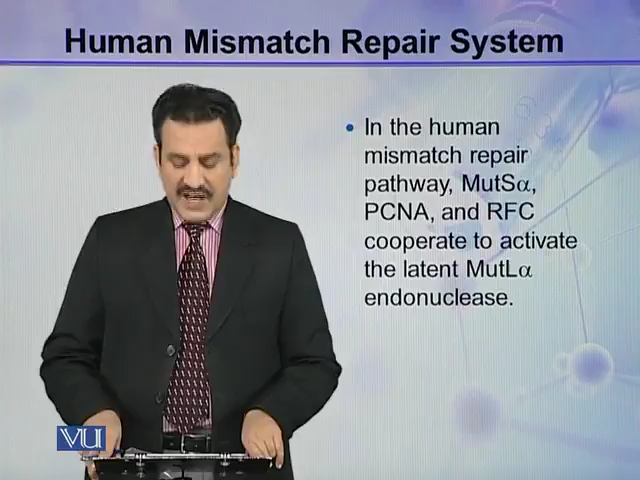 Human Mismatch Repair System
• In the human
mismatch repair
pathway, MutSα,
PCNA, and RFC
cooperate to activate
the latent MutLα
endonuclease.
VU